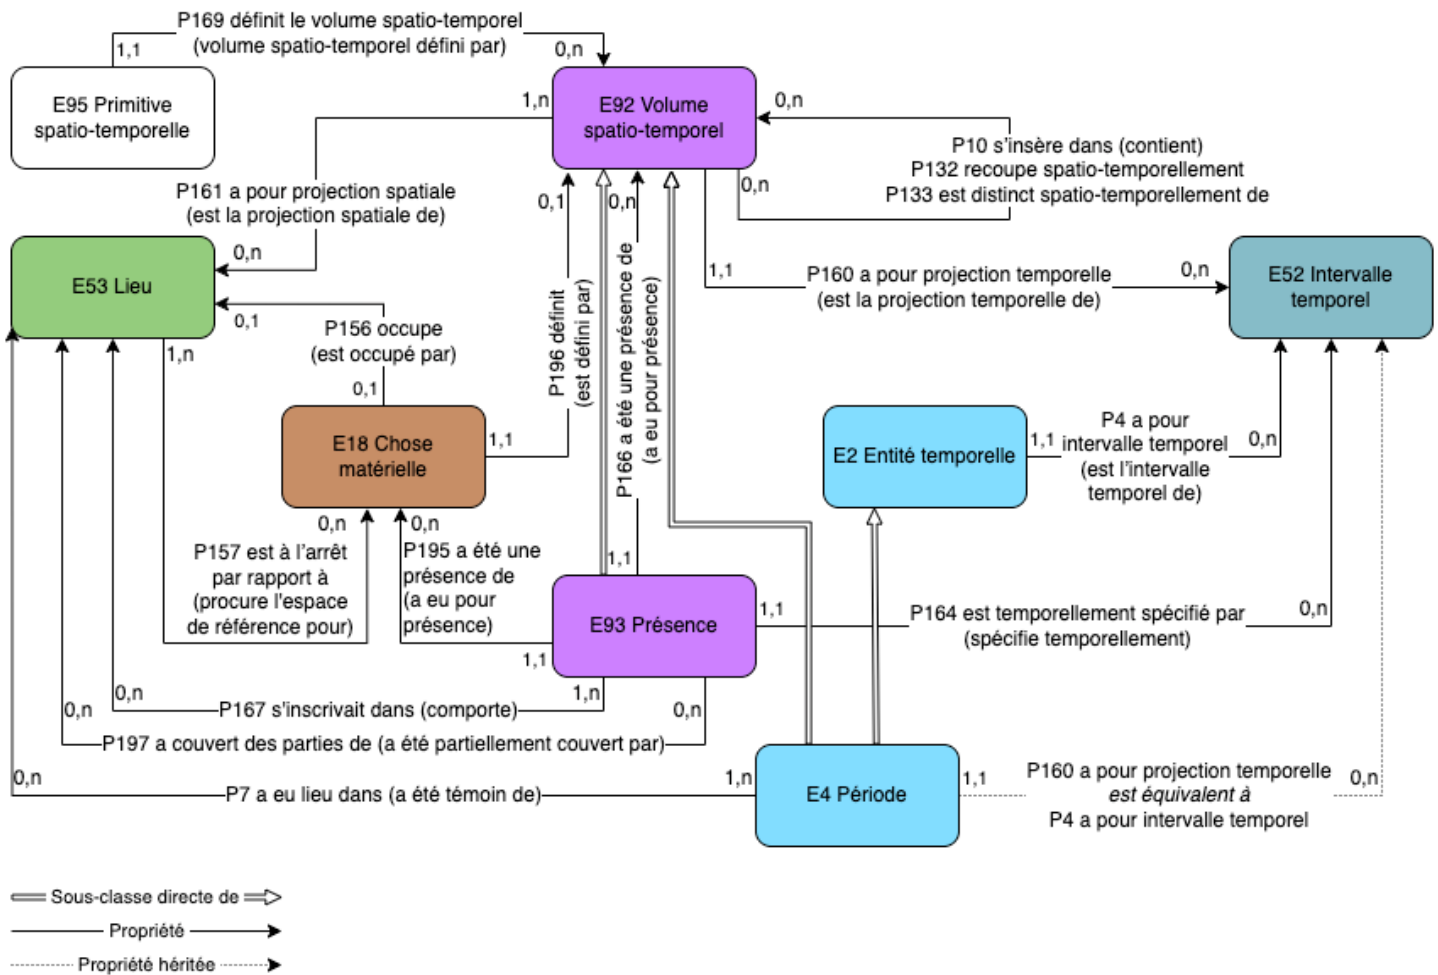 P169 définit le volume spatio-temporel
(volume spatio-temporel défini par)
1,1
0,n
E95 Primitive
spatio-temporelle
E92 Volume
spatio-temporel
1,n
0,n
P10 s'insère dans (contient)
P132 recoupe spatio-temporellement
P133 est distinct spatio-temporellement de
0,n
P161 a pour projection spatiale
(est la projection spatiale de)
0,n
0,1
0,n
E53 Lieu
1,1
P160 a pour projection temporelle
(est la projection temporelle de)
0,n
E52 Intervalle
temporel
0,1
P156 occupe
(est occupé par)
0,1
1,n
P196 définit
(est défini par)
P166 a été une présence de
(a eu pour présence)
E18 Chose
matérielle
1,1
E2 Entité temporelle
1,1
P4 a pour
intervalle temporel
(est l'intervalle
temporel de)
0,n
0,n
0,n
P157 est à l'arrêt
par rapport à
(procure l'espace
de référence pour)
P195 a été une
présence de
(a eu pour
présence)
1,1
E93 Présence
1,1
P164 est temporellement spécifié par
(spécifie temporellement)
0,n
1,1
1,n
0,n
0,n
P167 s'inscrivait dans (comporte)
0,n
P197 a couvert des parties de (a été partiellement couvert par)
0,n
P7 a eu lieu dans (a été témoin de)
1,n
E4 Période
1,1
P160 a pour projection temporelle
est équivalent à
P4 a pour intervalle temporel
0,n
Sous-classe directe de
Propriété
Propriété héritée